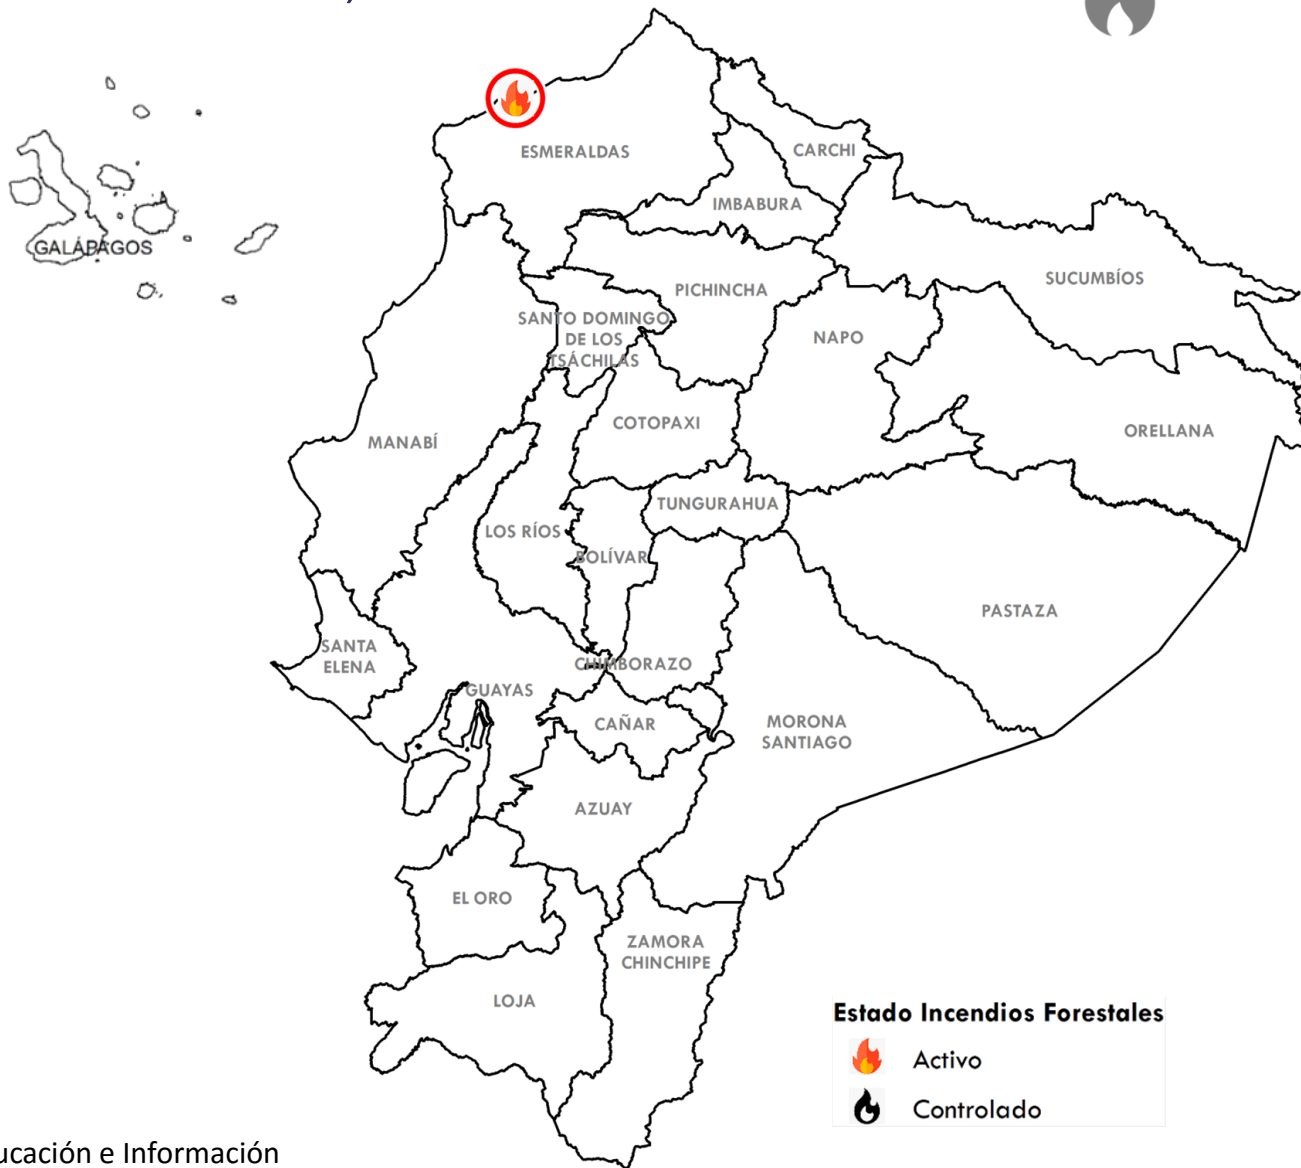 ESMERALDAS
CARCHI
IMBABURA
GALÁPAGOS
SUCUMBÍOS
PICHINCHA
SANTO DOMINGO
DE LOS
TSÁCHILAS
NAPO
COTOPAXI
ORELLANA
MANABÍ
TUNGURAHUA
LOS RÍOS
BOLÍVAR
PASTAZA
SANTA
ELENA
CHIMBORAZO
GUAYAS
CAÑAR
MORONA
SANTIAGO
AZUAY
EL ORO
ZAMORA
CHINCHIPE
LOJA
Estado Incendios Forestales
Activo
Controlado
ucación e Información